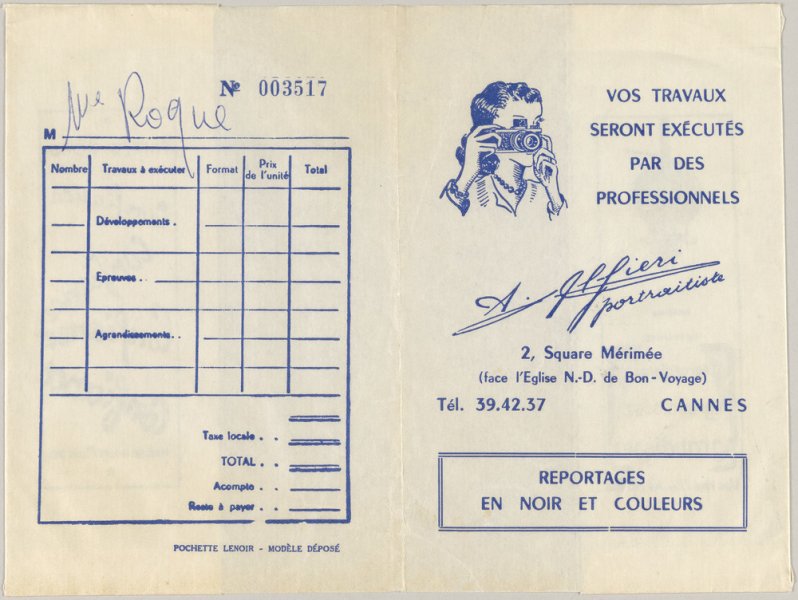 Nº 003517
M Mme Roque
Nombre Travaux à exécuter Format Prix de l'unité Total
Développements .
Epreuves . .
Agrandissements. .
Taxe locale . .
TOTAL . .
Acompte . .
Reste à payer . .
POCHETTE LENOIR - MODÈLE DÉPOSÉ
VOS TRAVAUX
SERONT EXÉCUTÉS
PAR DES
PROFESSIONNELS
A. Alfieri
portraitiste
2, Square Mérimée
(face l'Eglise N.-D. de Bon-Voyage)
Tél. 39.42.37 CANNES
REPORTAGES
EN NOIR ET COULEURS